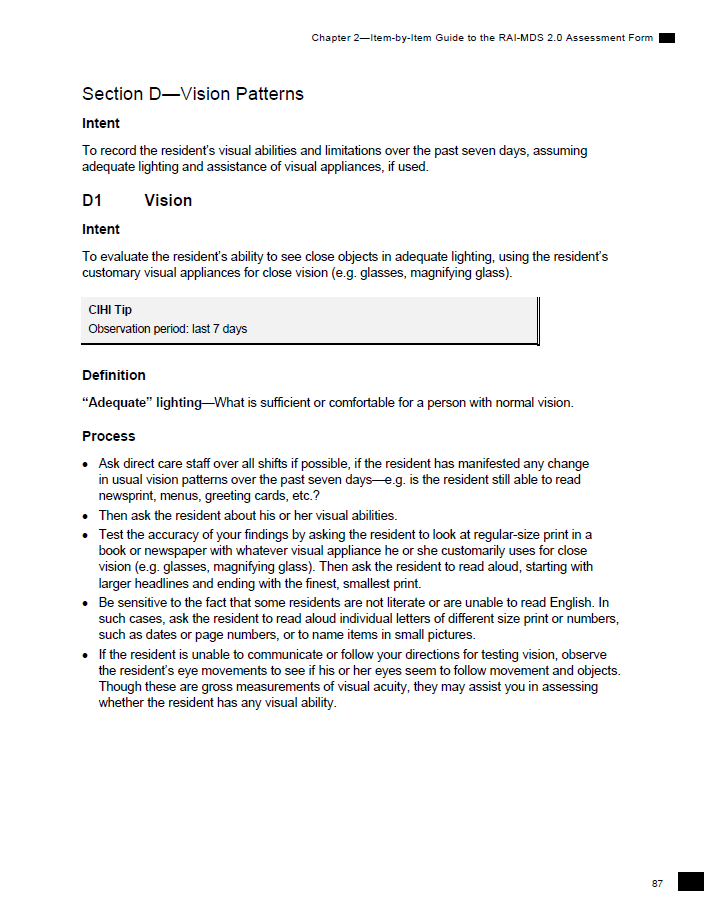 Chapter 2—Item-by-Item Guide to the RAI-MDS 2.0 Assessment Form
Section D—Vision Patterns
Intent
To record the resident's visual abilities and limitations over the past seven days, assuming
adequate lighting and assistance of visual appliances, if used.
D1 Vision
Intent
To evaluate the resident's ability to see close objects in adequate lighting, using the resident's
customary visual appliances for close vision (e.g. glasses, magnifying glass).
CIHI Tip
Observation period: last 7 days
Definition
“Adequate” lighting—What is sufficient or comfortable for a person with normal vision.
Process
• Ask direct care staff over all shifts if possible, if the resident has manifested any change
in usual vision patterns over the past seven days—e.g. is the resident still able to read
newsprint, menus, greeting cards, etc.?
• Then ask the resident about his or her visual abilities.
• Test the accuracy of your findings by asking the resident to look at regular-size print in a
book or newspaper with whatever visual appliance he or she customarily uses for close
vision (e.g. glasses, magnifying glass). Then ask the resident to read aloud, starting with
larger headlines and ending with the finest, smallest print.
• Be sensitive to the fact that some residents are not literate or are unable to read English. In
such cases, ask the resident to read aloud individual letters of different size print or numbers,
such as dates or page numbers, or to name items in small pictures.
• If the resident is unable to communicate or follow your directions for testing vision, observe
the resident's eye movements to see if his or her eyes seem to follow movement and objects.
Though these are gross measurements of visual acuity, they may assist you in assessing
whether the resident has any visual ability.
87